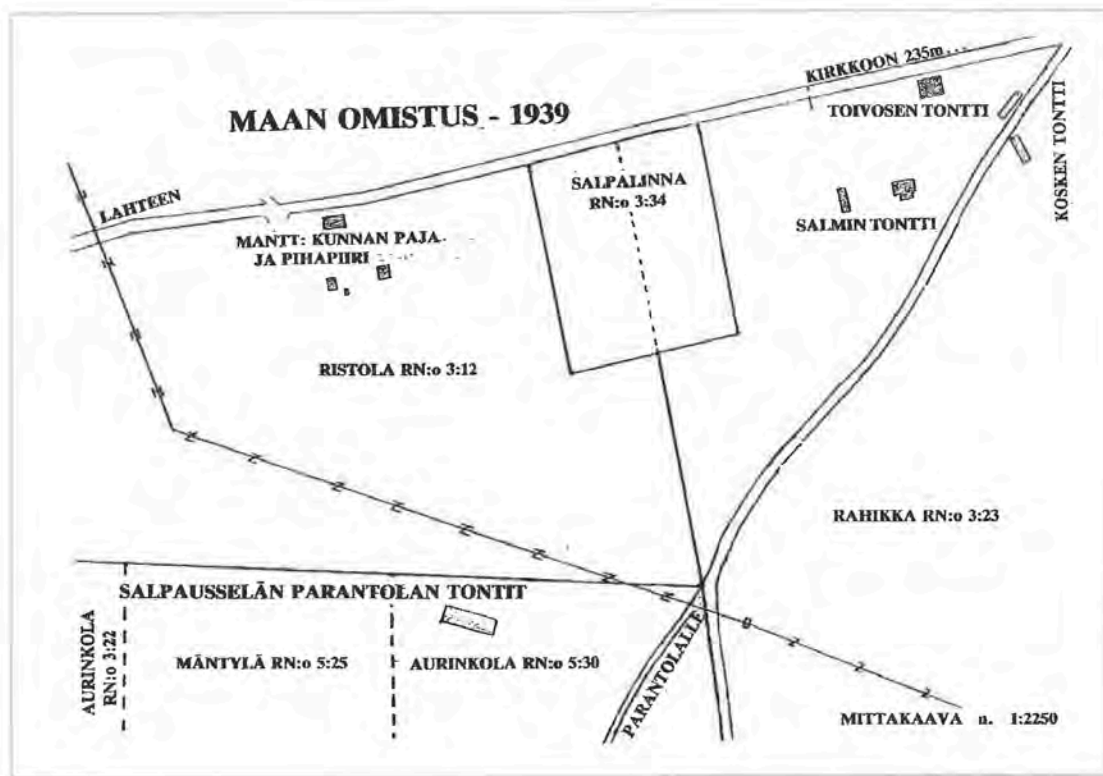 KIRKKOON 235m...
MAAN OMISTUS - 1939
TOIVOSEN TONTTI
KOSKEN TONTTI
SALPALINNA
RN:o 3:34
LAHTEEN
SALMIN TONTTI
MANTT: KUNNAN PAJA
JA PIHAPIIRI
RISTOLA RN:o 3:12
RAHIKKA RN:o 3:23
SALPAUSSELÄN PARANTOLAN TONTIT
AURINKOLA
RN:o 3:22
MÄNTYLÄ RN:o 5:25
AURINKOLA RN:o 5:30
PARANTOLALLE
MITTAKAAVA n. 1:2250